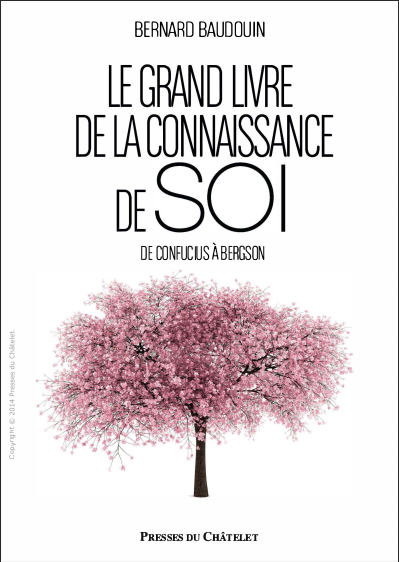 BERNARD BAUDOUIN
LE GRAND LIVRE
DE LA CONNAISSANCE
DE SOI
DE CONFUCIUS À BERGSON
Copyright © 2014 Presses du Châtelet.
PRESSES DU CHÂTELET